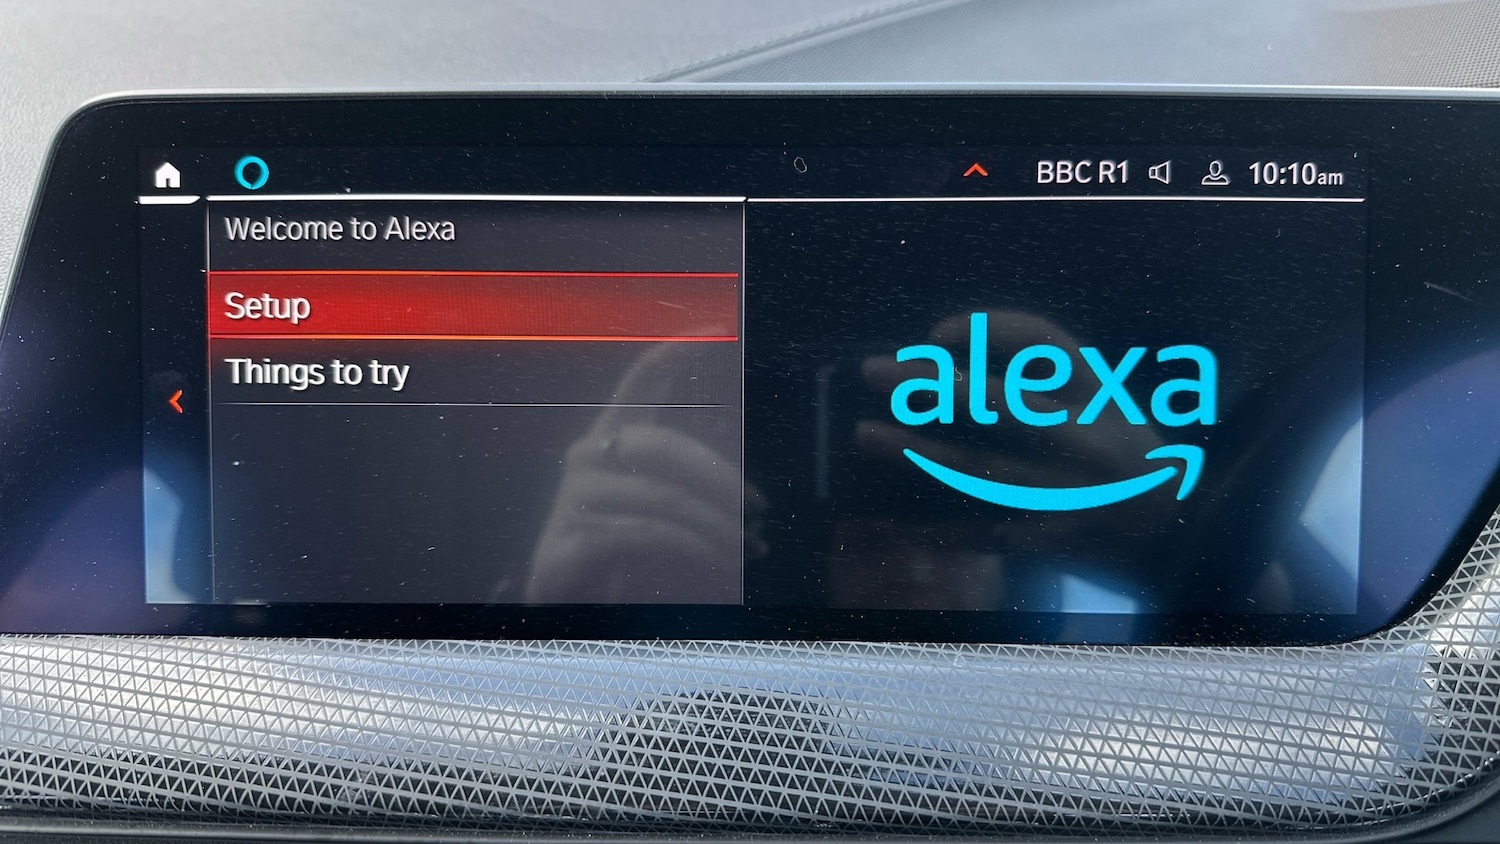 BBC R1 10:10am
Welcome to Alexa
Setup
Things to try
alexa